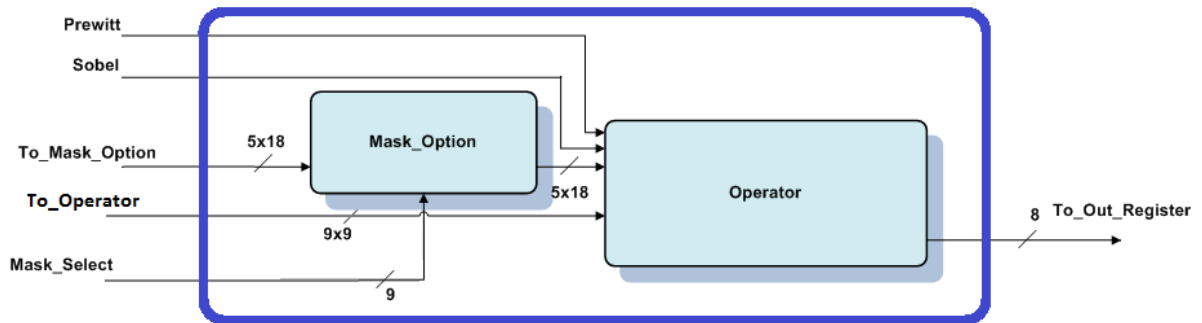 Prewitt
Sobel
To_Mask_Option
5x18
Mask_Option
5x18
To_Operator
9x9
Operator
8
To_Out_Register
Mask_Select
9